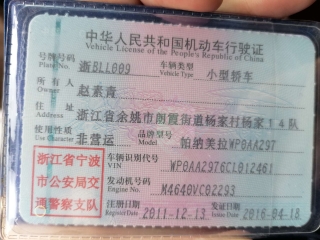 中华人民共和国机动车行驶证
Vehicle License of the People's Republic of China
号牌号码 Plate No. 浙BLL009 车辆类型 Vehicle Type 小型轿车
所有人 Owner 赵素青
住址 Address 浙江省余姚市朗霞街道杨家村杨家14队
使用性质 Use Character 非营运 品牌型号 Model 帕纳美拉WP0AA297
浙江省宁波市公安局交通警察支队
车辆识别代号 VIN WP0AA2976CL012461
发动机号码 Engine No. M4640VC02293
注册日期 Register Date 2011-12-13 发证日期 Issue Date 2016-04-18